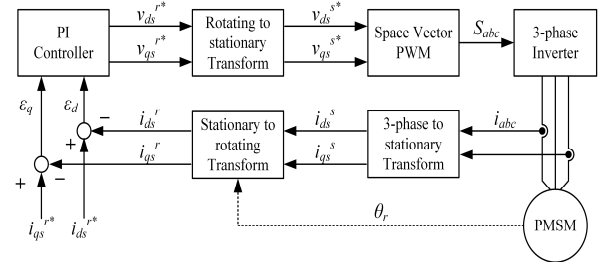 PI
Controller
v_ds^r*
v_qs^r*
Rotating to
stationary
Transform
v_ds^s*
v_qs^s*
Space Vector
PWM
S_abc
3-phase
Inverter
ε_q
ε_d
−
+
i_ds^r
i_qs^r
Stationary to
rotating
Transform
i_ds^s
i_qs^s
3-phase to
stationary
Transform
i_abc
+
−
i_qs^r*
i_ds^r*
θ_r
PMSM